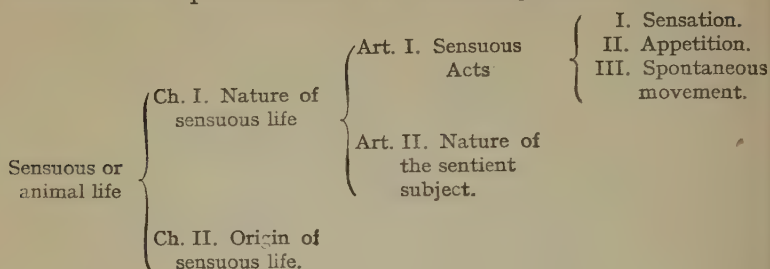 I. Sensation.
Art. I. Sensuous
II. Appetition.
Acts
III. Spontaneous
movement.
Ch. I. Nature of
sensuous life
Art. II. Nature of
the sentient
subject.
Sensuous or
animal life
Ch. II. Origin of
sensuous life.